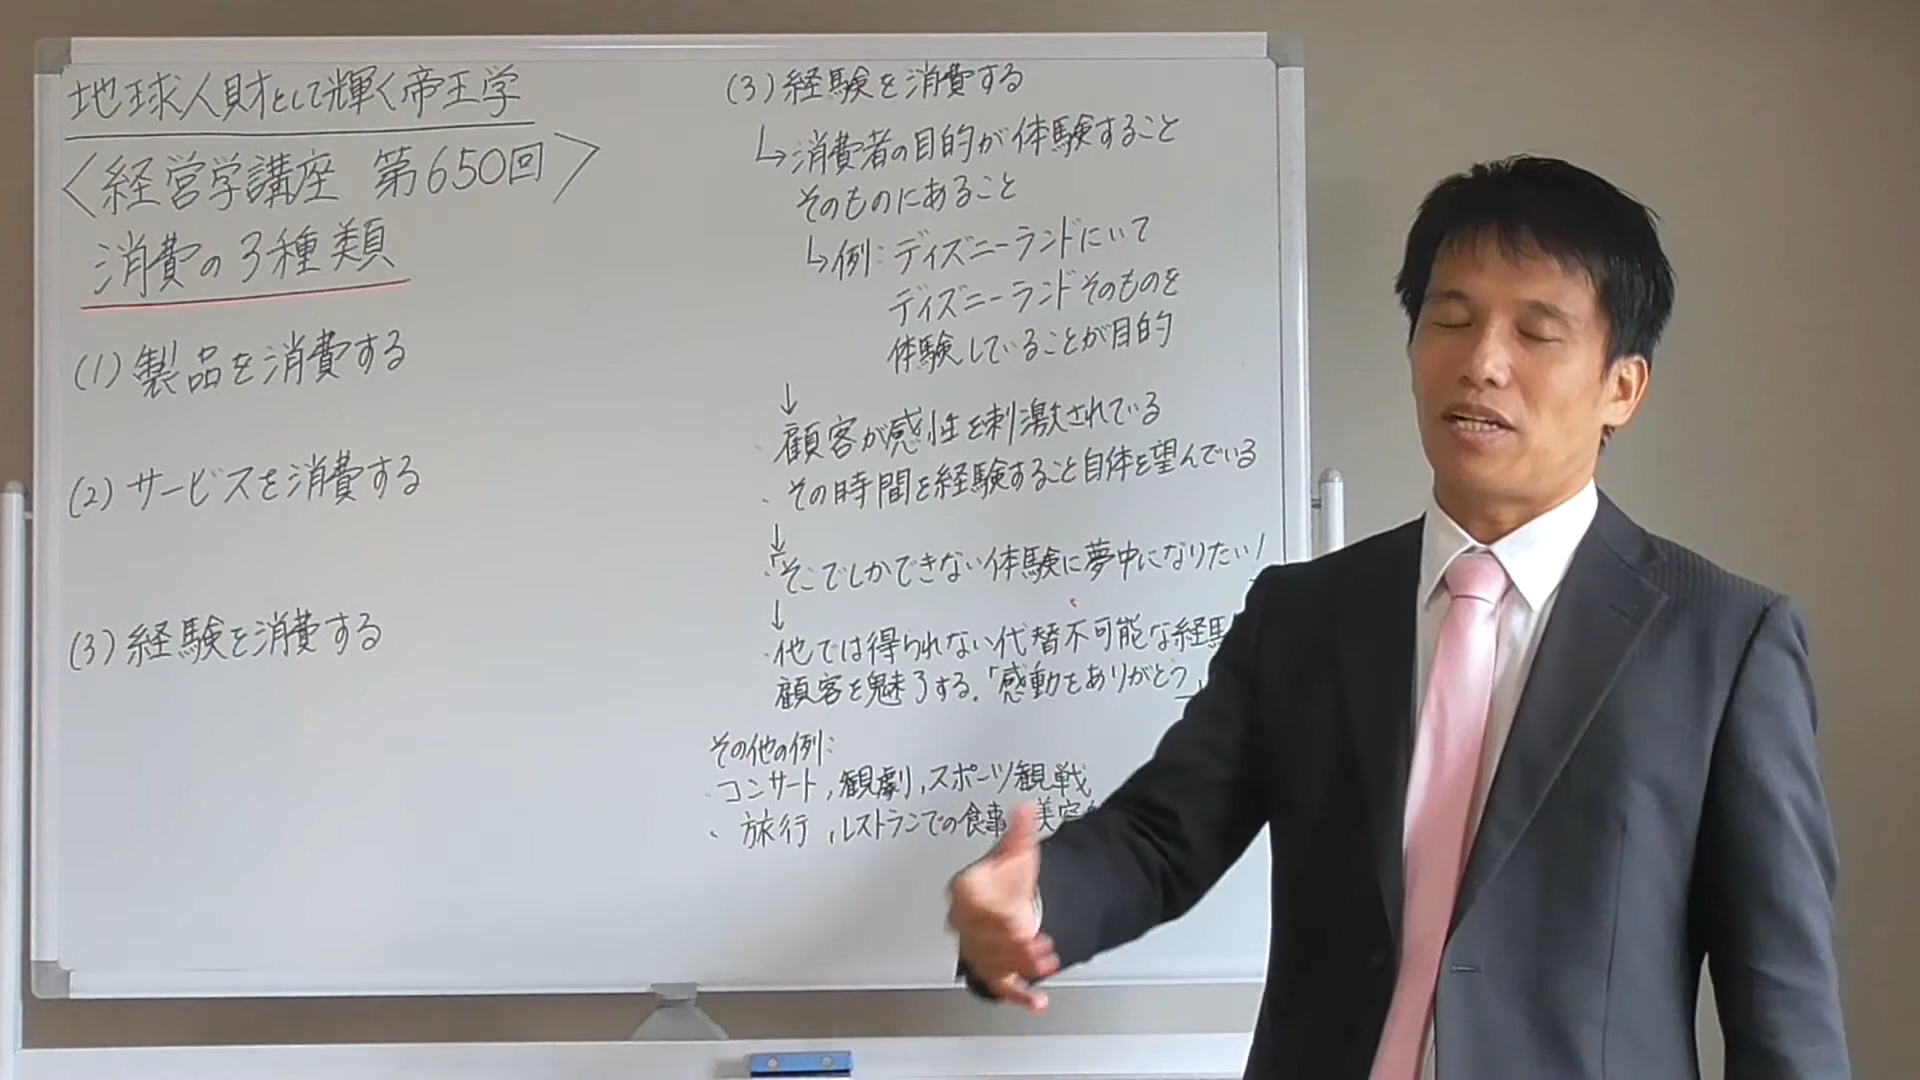 地球人財として輝く帝王学
〈経営学講座 第650回〉
消費の3種類
(1)製品を消費する
(2)サービスを消費する
(3)経験を消費する
(3)経験を消費する
↳消費者の目的が体験すること
そのものにあること
↳例:ディズニーランドにいて
ディズニーランドそのものを
体験していることが目的
↓
・顧客が感性を刺激されている
・その時間を経験すること自体を望んでいる
↓
・「そこでしかできない体験に夢中になりたい!
↓
・他では得られない代替不可能な経
顧客を魅了する.「感動をありがとう」
その他の例:
・コンサート,観劇,スポーツ観戦
・旅行,レストランでの食事 美容